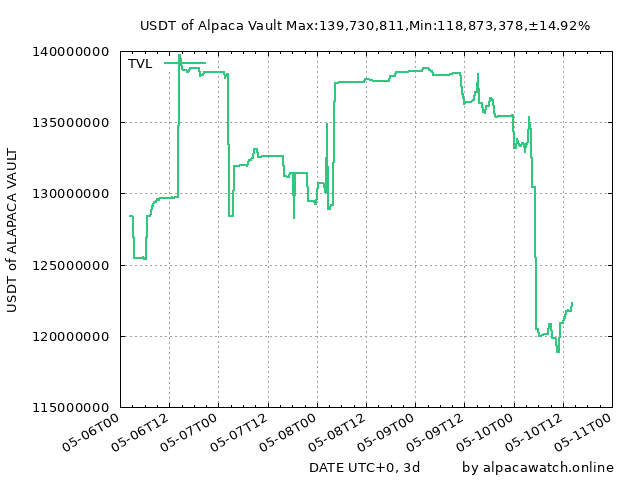 USDT of Alpaca Vault Max:139,730,811,Min:118,873,378,±14.92%
TVL
140000000
135000000
130000000
125000000
120000000
115000000
USDT of ALAPACA VAULT
05-06T00
05-06T12
05-07T00
05-07T12
05-08T00
05-08T12
05-09T00
05-09T12
05-10T00
05-10T12
05-11T00
DATE UTC+0, 3d
by alpacawatch.online